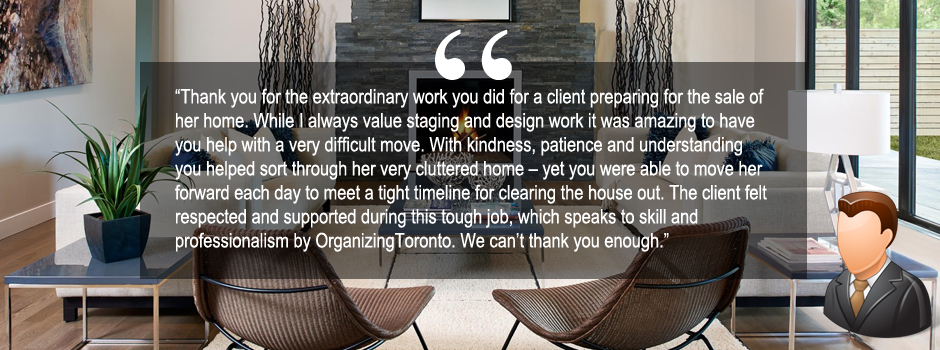 “Thank you for the extraordinary work you did for a client preparing for the sale of
her home. While I always value staging and design work it was amazing to have
you help with a very difficult move. With kindness, patience and understanding
you helped sort through her very cluttered home – yet you were able to move her
forward each day to meet a tight timeline for clearing the house out. The client felt
respected and supported during this tough job, which speaks to skill and
professionalism by OrganizingToronto. We can’t thank you enough.”